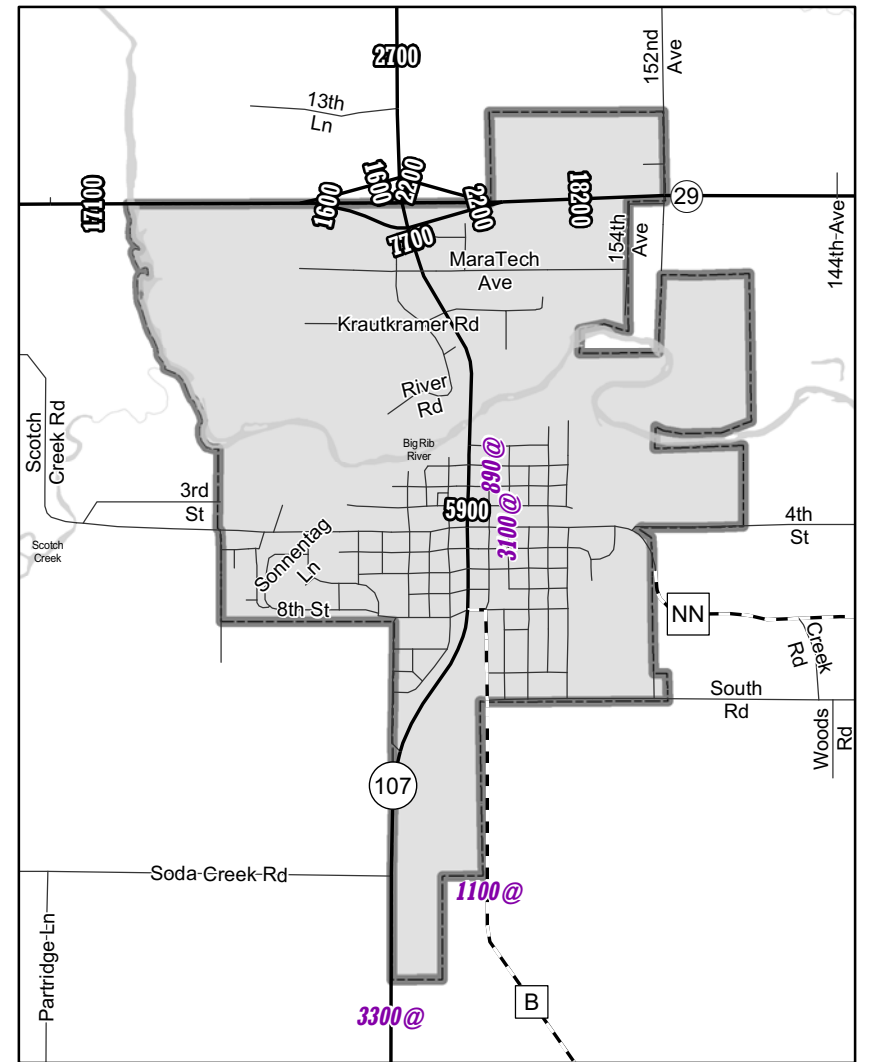 2700
152nd
Ave
13th
Ln
17100
1600
1600
2200
2200
18200
29
7700
154th
Ave
144th Ave
MaraTech
Ave
Krautkramer Rd
River
Rd
Scotch
Creek Rd
Big Rib
River
890@
3rd
St
5900
3100@
4th
St
Scotch
Creek
Sonnentag
Ln
8th St
NN
Creek
Rd
South
Rd
Woods
Rd
107
Soda Creek Rd
1100@
Partridge Ln
B
3300@